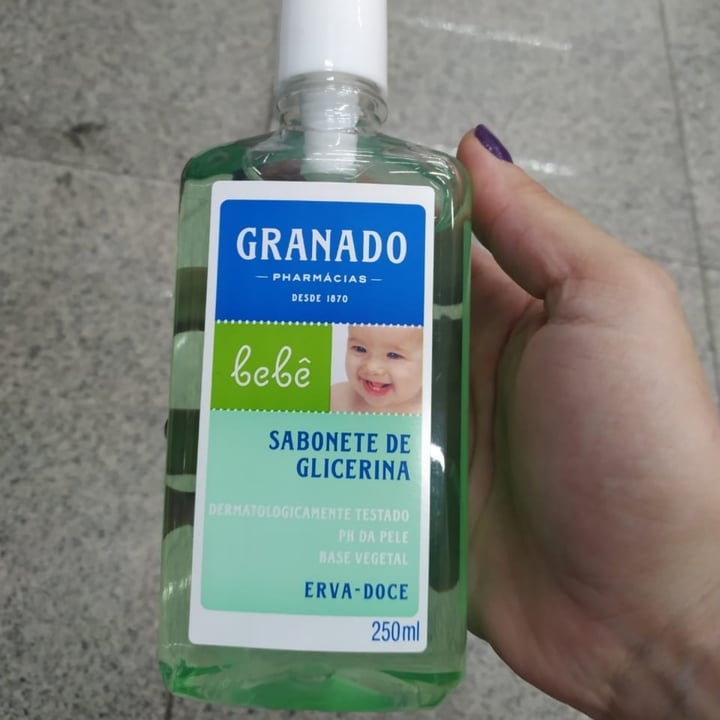 GRANADO
PHARMÁCIAS
DESDE 1870
bebê
SABONETE DE
GLICERINA
DERMATOLOGICAMENTE TESTADO
PH DA PELE
BASE VEGETAL
ERVA-DOCE
250ml